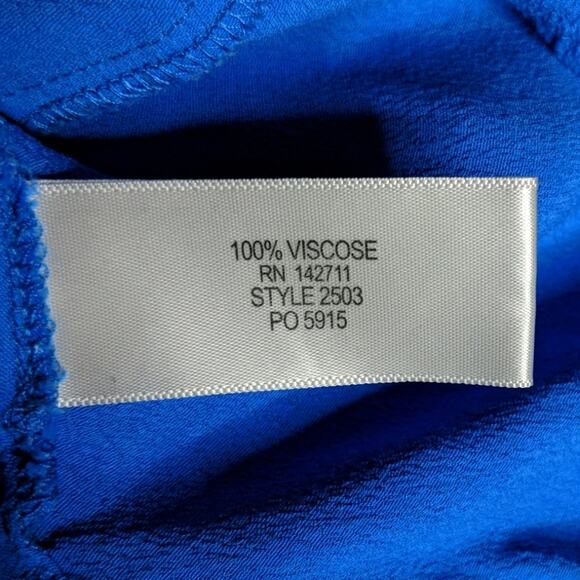 100% VISCOSE
RN 142711
STYLE 2503
PO 5915